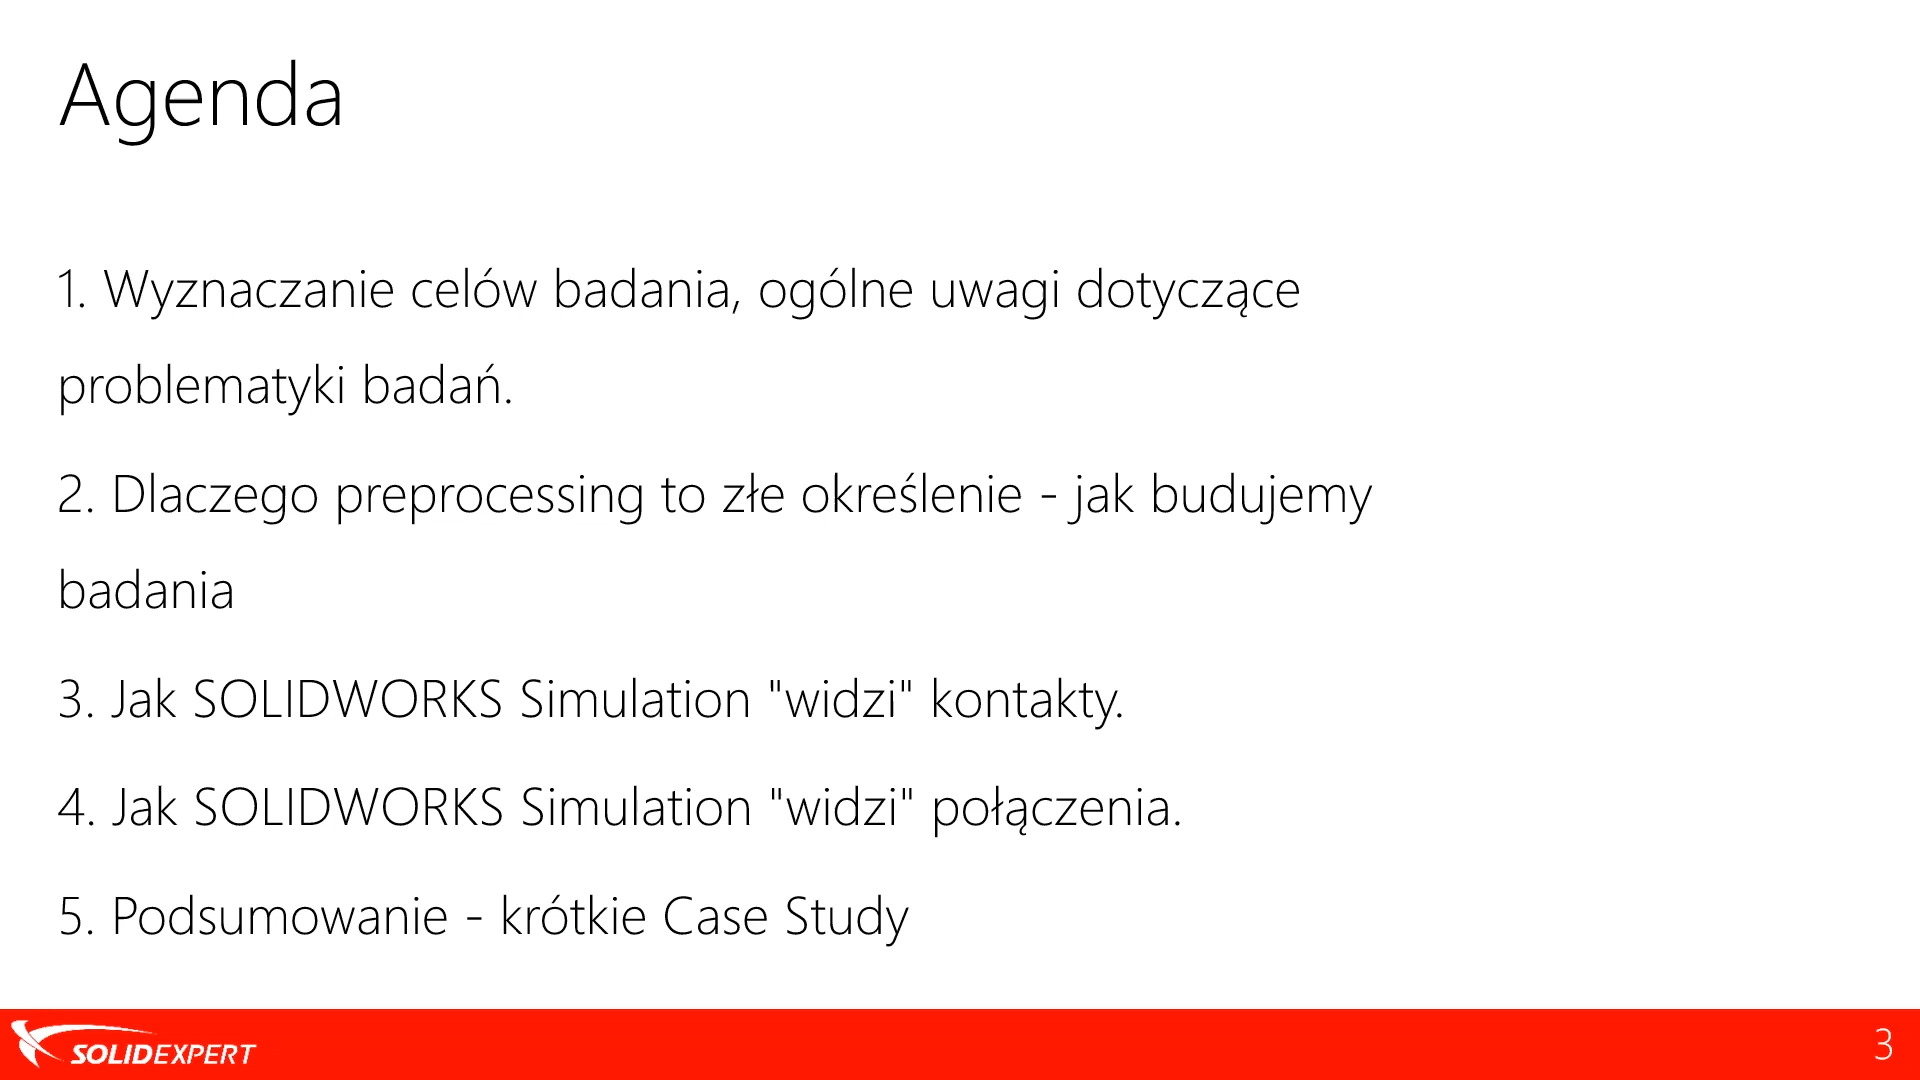 Agenda
1. Wyznaczanie celów badania, ogólne uwagi dotyczące
problematyki badań.
2. Dlaczego preprocessing to złe określenie - jak budujemy
badania
3. Jak SOLIDWORKS Simulation "widzi" kontakty.
4. Jak SOLIDWORKS Simulation "widzi" połączenia.
5. Podsumowanie - krótkie Case Study
SOLIDEXPERT
3